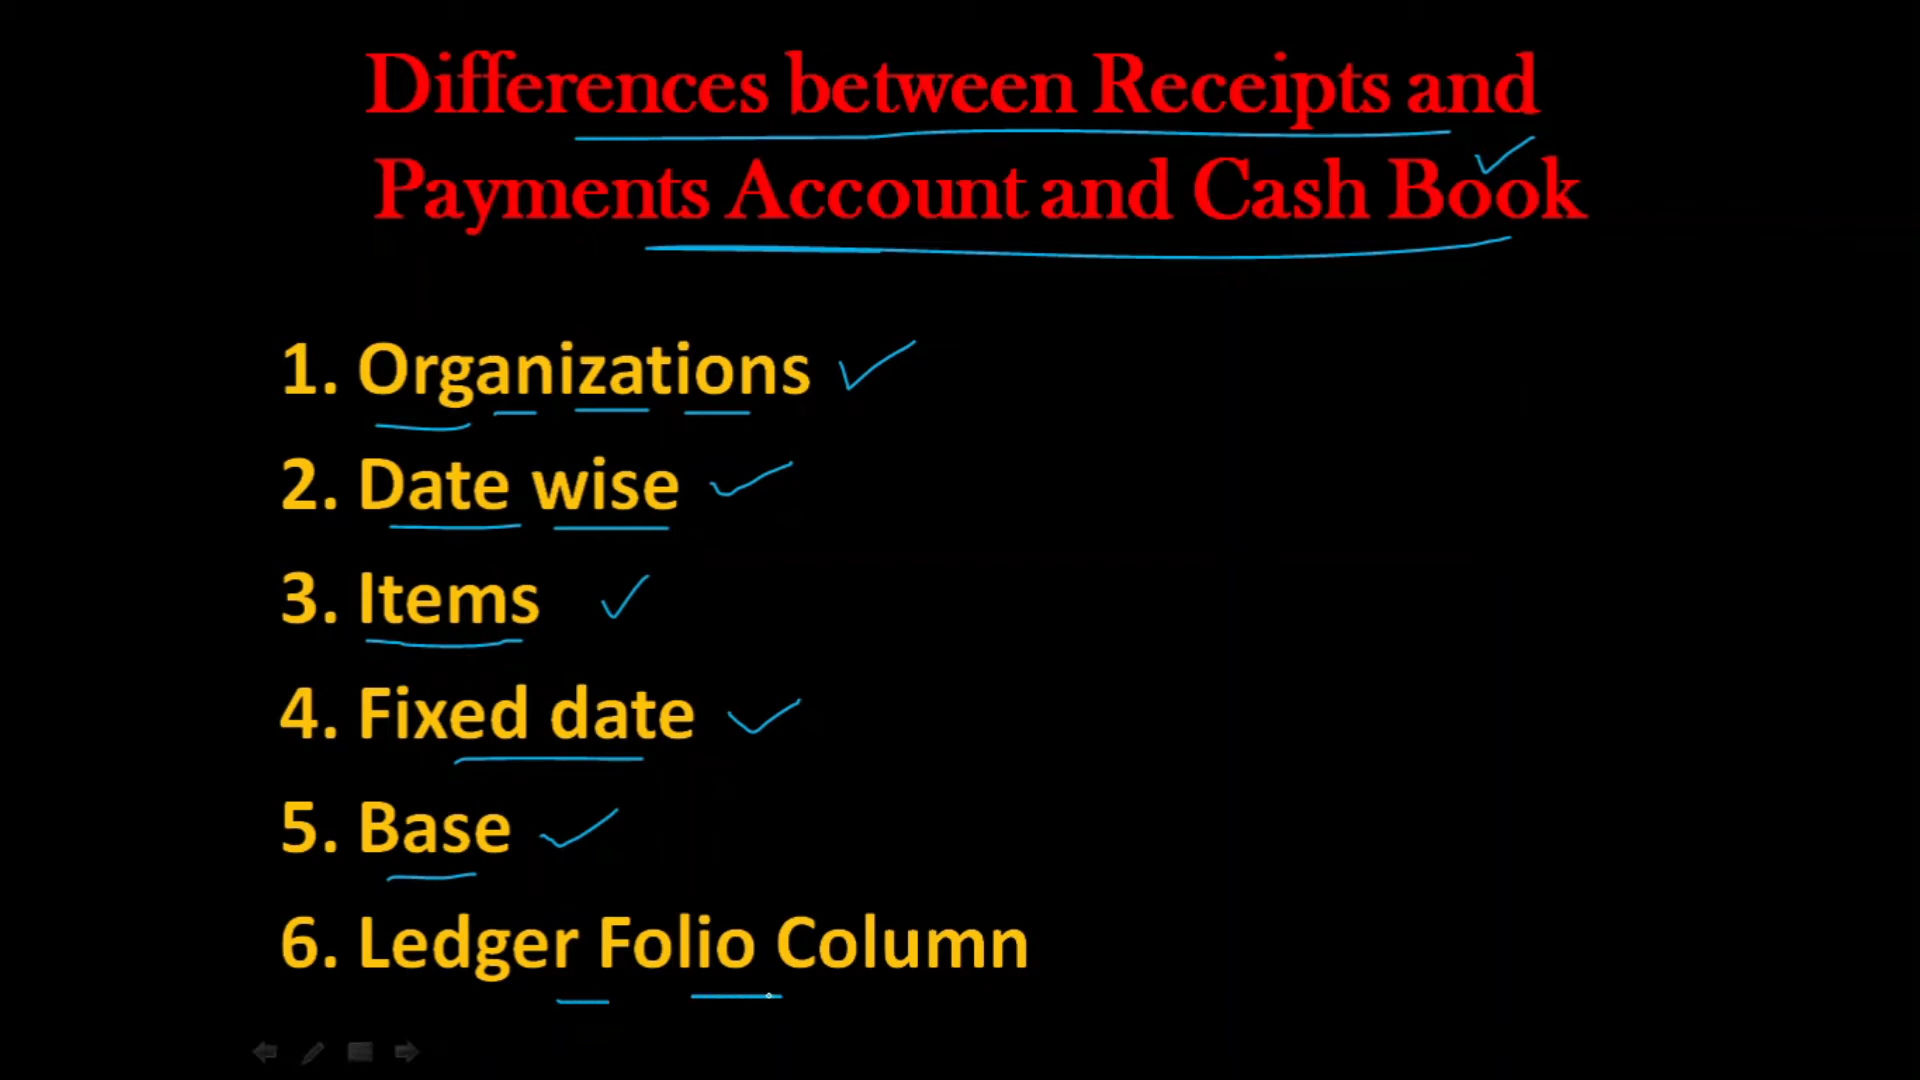 Differences between Receipts and
Payments Account and Cash Book
1. Organizations
2. Date wise
3. Items
4. Fixed date
5. Base
6. Ledger Folio Column